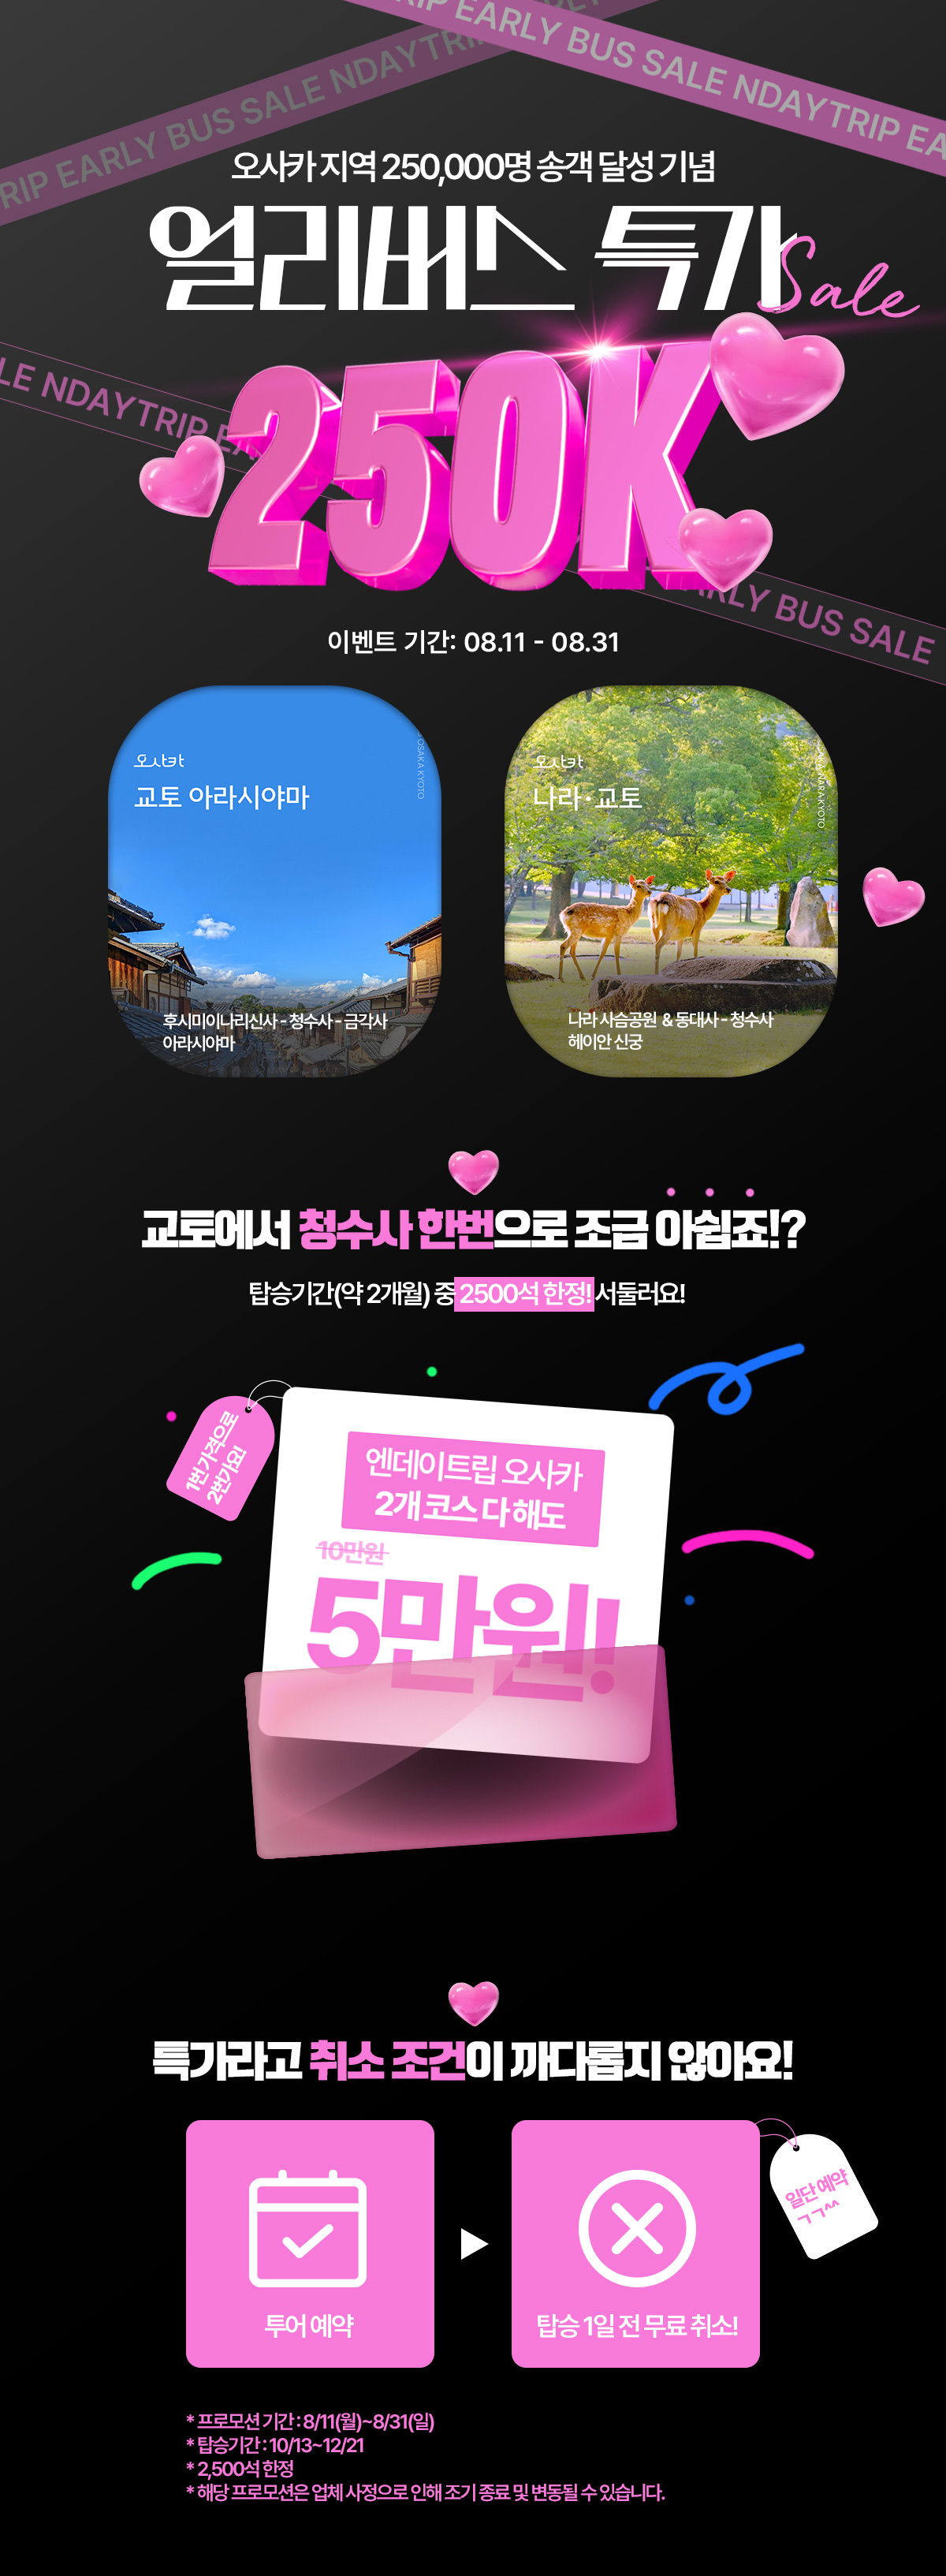 TRIP EARLY BUS SALE NDAYTRIP EA
RIP EARLY BUS SALE NDAYTRIP
오사카 지역 250,000명 송객 달성 기념
얼리버스 특가
Sale
LE NDAYTRIP EA
250K
EARLY BUS SALE
이벤트 기간: 08.11 - 08.31
오사카
교토 아라시야마
OSAKA KYOTO
후시미이나리신사 - 청수사 - 금각사
아라시야마
오사카
나라·교토
OSAKA NARA KYOTO
나라 사슴공원 & 동대사 - 청수사
헤이안 신궁
교토에서 청수사 한번으로 조금 아쉽죠!?
탑승기간(약 2개월) 중 2500석 한정! 서둘러요!
1번 가격으로
2번가요!
엔데이트립 오사카
2개 코스 다 해도
10만원
5만원!
특가라고 취소 조건이 까다롭지 않아요!
일단 예약
ㄱㄱ^^
투어 예약
탑승 1일 전 무료 취소!
* 프로모션 기간 : 8/11(월)~8/31(일)
* 탑승기간 : 10/13~12/21
* 2,500석 한정
* 해당 프로모션은 업체 사정으로 인해 조기 종료 및 변동될 수 있습니다.